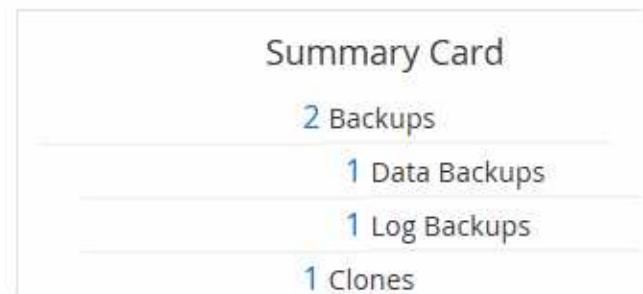 Summary Card
2 Backups
1 Data Backups
1 Log Backups
1 Clones